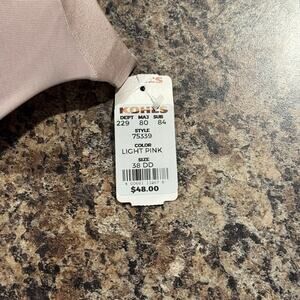 KOHL'S
DEPT MAJ SUB
229 80 84
STYLE
75339
COLOR
LIGHT PINK
SIZE
38 DD
$48.00